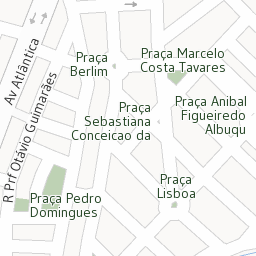 Av Atlântica
R Prf Otávio Guimarães
Praça
Berlim
Praça Marcelo
Costa Tavares
Praça
Sebastiana
Conceicao da
Praça Anibal
Figueiredo
Albuqu
Praça Pedro
Domingues
Praça
Lisboa